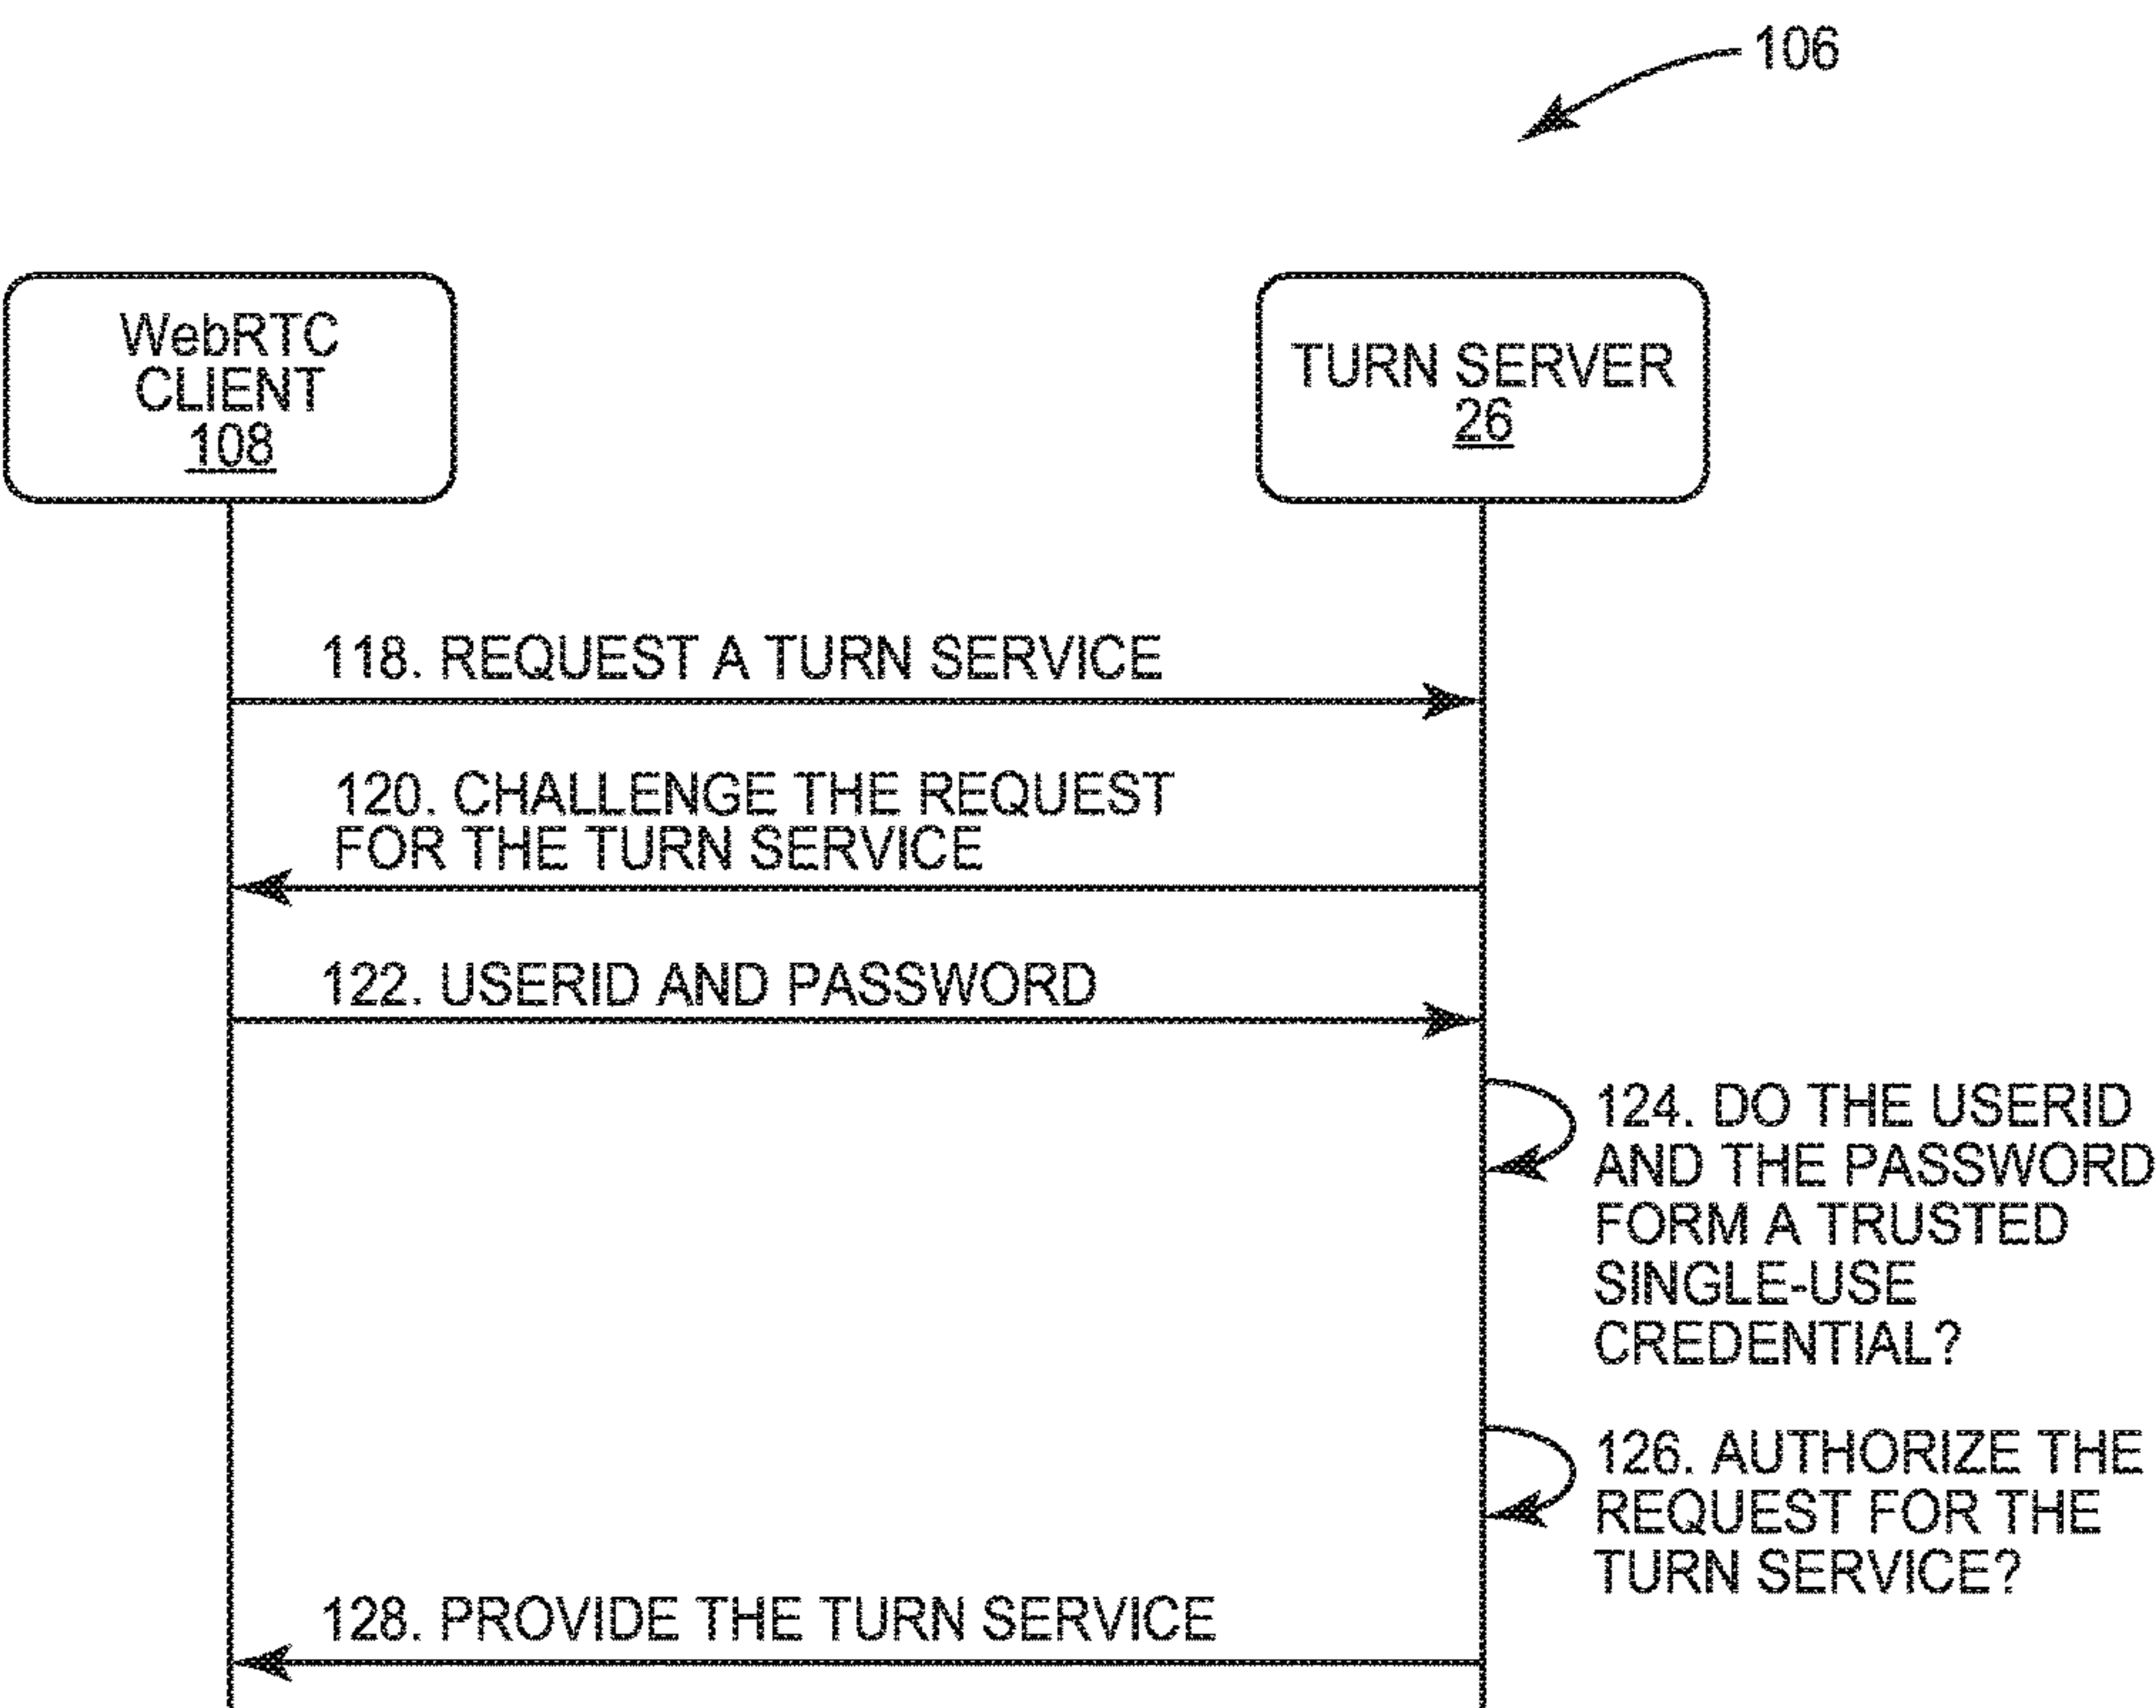 106
WebRTC
CLIENT
108
TURN SERVER
26
118. REQUEST A TURN SERVICE
120. CHALLENGE THE REQUEST
FOR THE TURN SERVICE
122. USERID AND PASSWORD
124. DO THE USERID
AND THE PASSWORD
FORM A TRUSTED
SINGLE-USE
CREDENTIAL?
126. AUTHORIZE THE
REQUEST FOR THE
TURN SERVICE?
128. PROVIDE THE TURN SERVICE